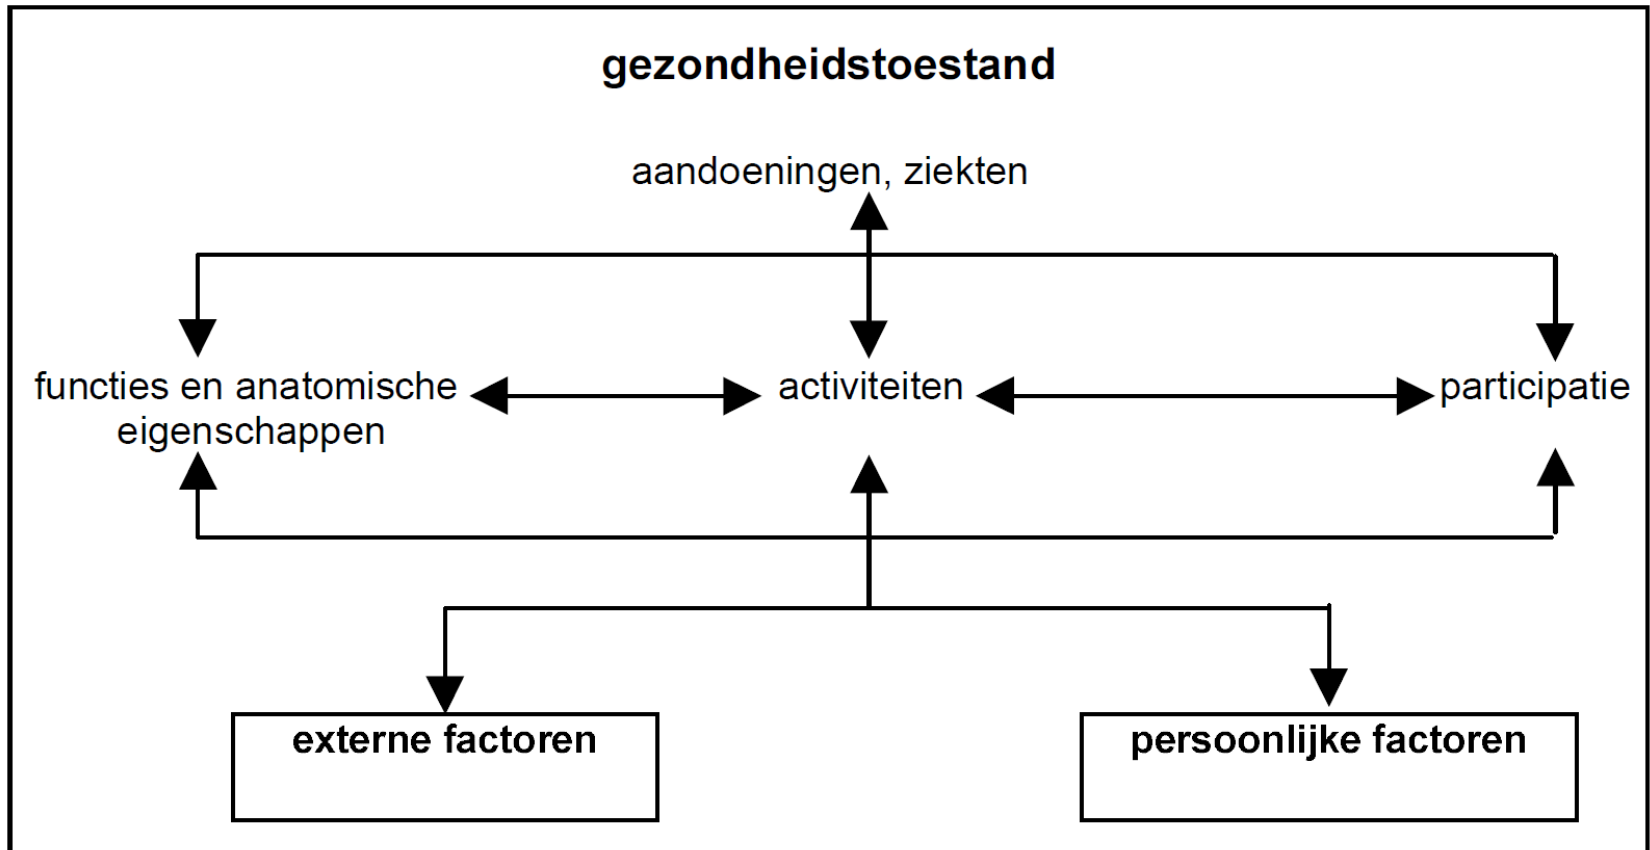 gezondheidstoestand
aandoeningen, ziekten
functies en anatomische
eigenschappen
activiteiten
participatie
externe factoren
persoonlijke factoren